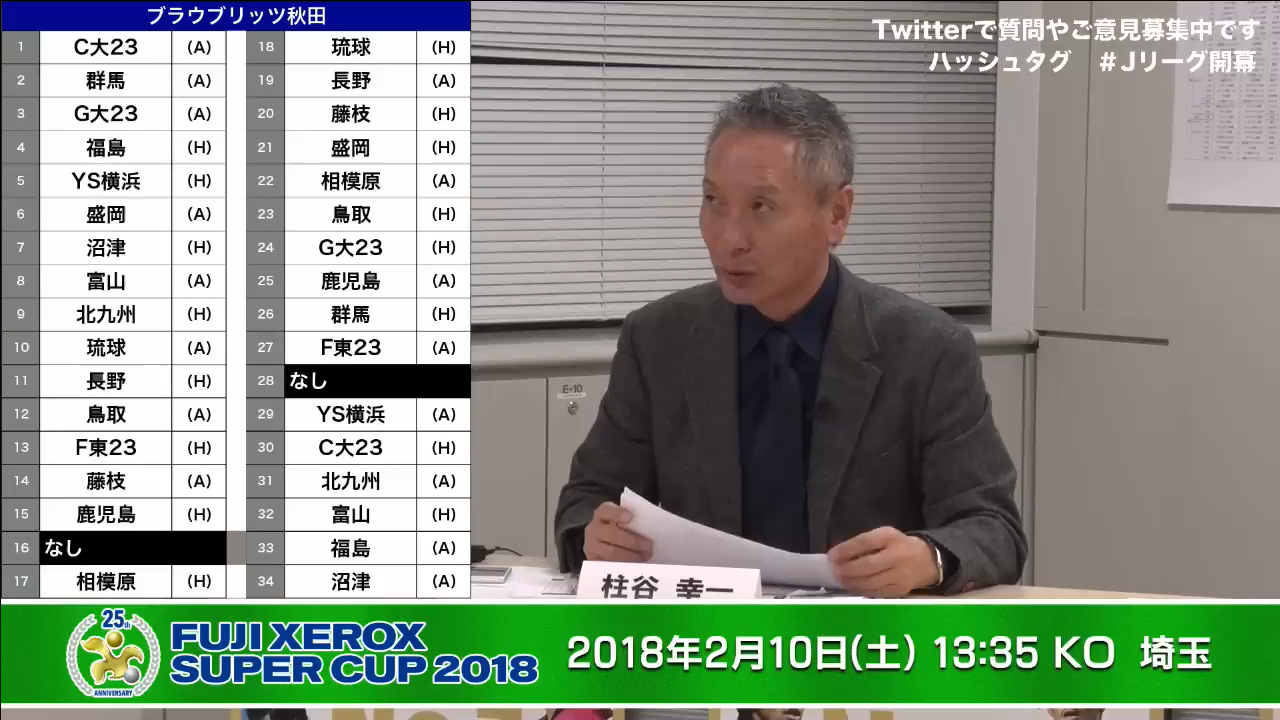 ブラウブリッツ秋田
1 C大23 (A)
2 群馬 (A)
3 G大23 (A)
4 福島 (H)
5 YS横浜 (H)
6 盛岡 (A)
7 沼津 (H)
8 富山 (A)
9 北九州 (H)
10 琉球 (A)
11 長野 (H)
12 鳥取 (A)
13 F東23 (H)
14 藤枝 (A)
15 鹿児島 (H)
16 なし
17 相模原 (H)
18 琉球 (H)
19 長野 (A)
20 藤枝 (H)
21 盛岡 (H)
22 相模原 (A)
23 鳥取 (H)
24 G大23 (H)
25 鹿児島 (A)
26 群馬 (H)
27 F東23 (A)
28 なし
29 YS横浜 (A)
30 C大23 (H)
31 北九州 (A)
32 富山 (H)
33 福島 (A)
34 沼津 (A)
Twitterで質問やご意見募集中です
ハッシュタグ #Jリーグ開幕
E-10
柱谷 幸一
25th
ANNIVERSARY
FUJI XEROX
SUPER CUP 2018
2018年2月10日(土) 13:35 KO 埼玉